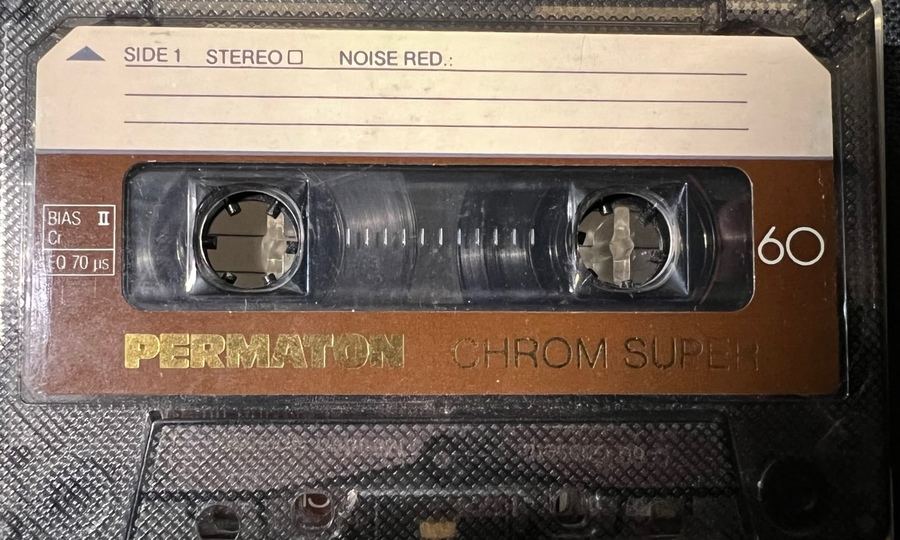 SIDE 1 STEREO NOISE RED.:
BIAS II
Cr
EQ 70 µs
60
PERMATON CHROM SUPER